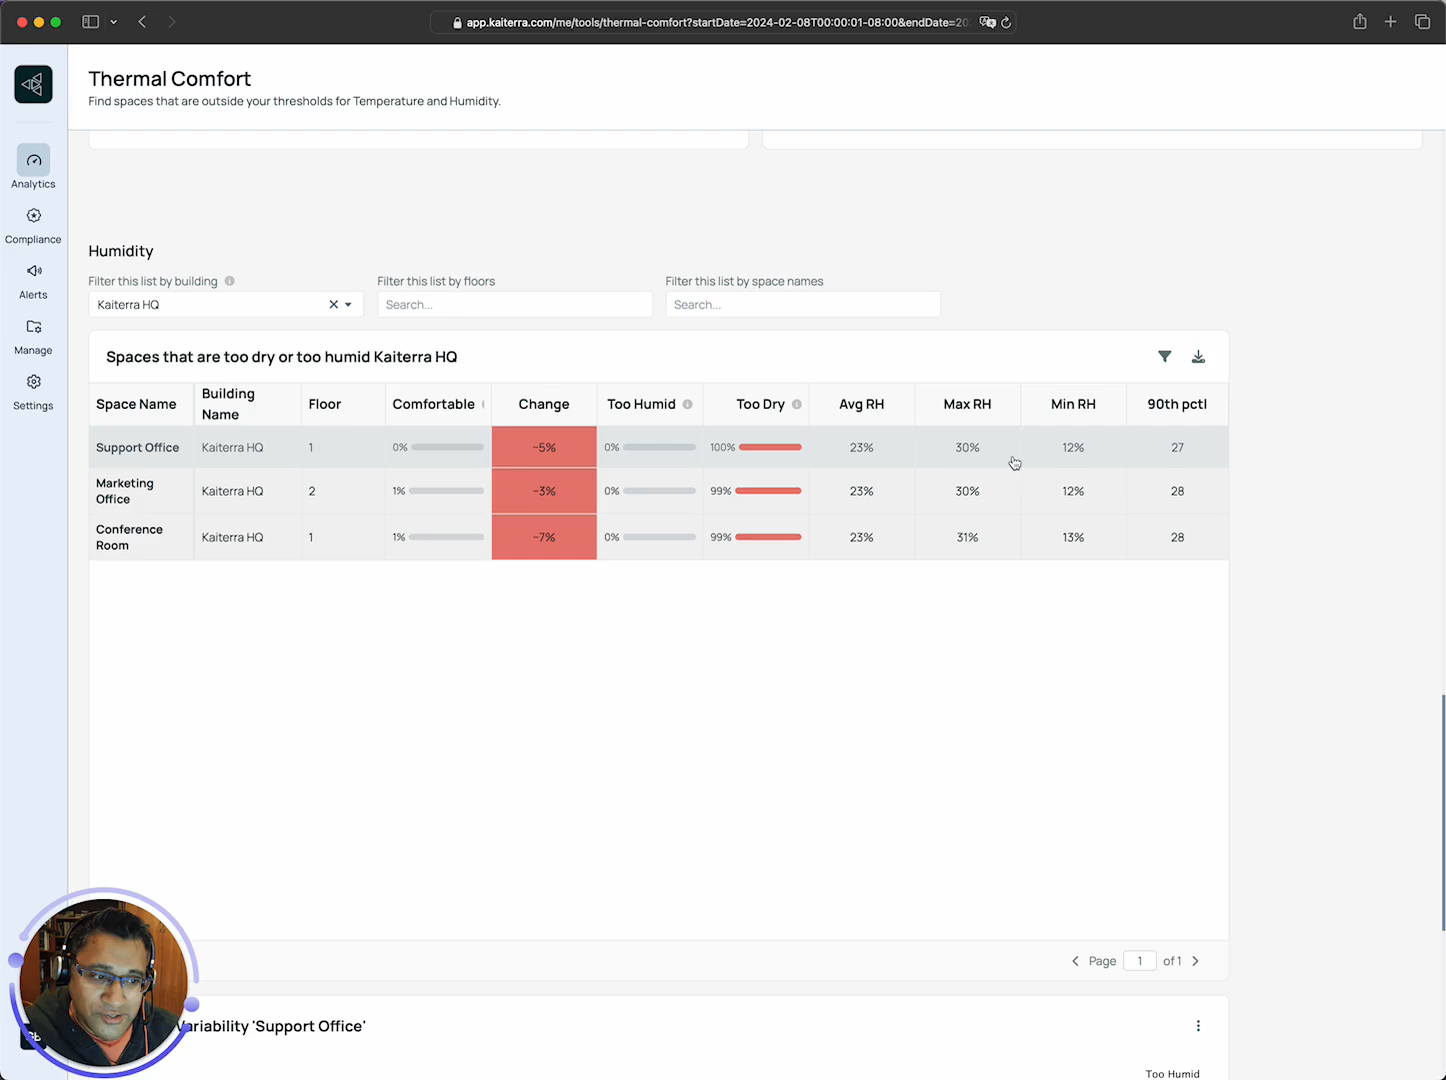 app.kaiterra.com/me/tools/thermal-comfort?startDate=2024-02-08T00:00:01-08:00&endDate=20
Thermal Comfort
Find spaces that are outside your thresholds for Temperature and Humidity.
Analytics
Compliance
Alerts
Manage
Settings
Humidity
Filter this list by building
Filter this list by floors
Filter this list by space names
Kaiterra HQ
Search...
Search...
Spaces that are too dry or too humid Kaiterra HQ
Space Name Building Name Floor Comfortable Change Too Humid Too Dry Avg RH Max RH Min RH 90th pctl
Support Office Kaiterra HQ 1 0% -5% 0% 100% 23% 30% 12% 27
Marketing Office Kaiterra HQ 2 1% -3% 0% 99% 23% 30% 12% 28
Conference Room Kaiterra HQ 1 1% -7% 0% 99% 23% 31% 13% 28
Page 1 of 1
Variability 'Support Office'
Too Humid